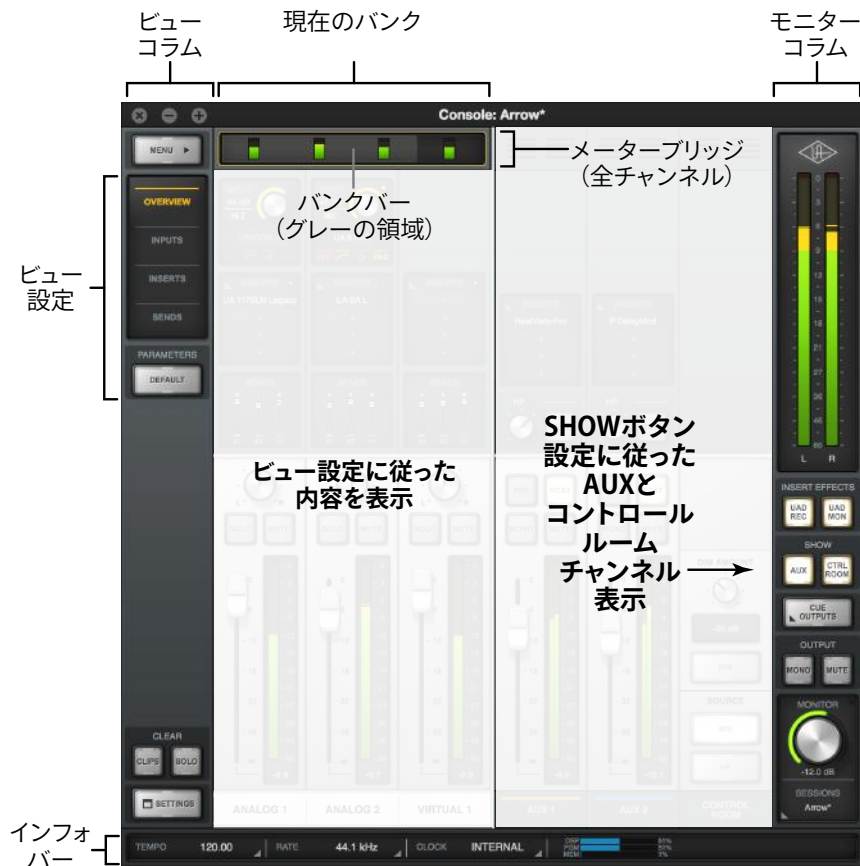 ビュー
コラム
現在のバンク
モニター
コラム
Console: Arrow*
MENU
メーターブリッジ
(全チャンネル)
バンクバー
(グレーの領域)
ビュー
設定
OVERVIEW
INPUTS
INSERTS
SENDS
PARAMETERS
DEFAULT
UA 1176LN Legacy
LA-2A L
RealVerb-Pro
P.DelayMod
HP
ビュー設定に従った
内容を表示
SHOWボタン
設定に従った
AUXと
コントロール
ルーム
チャンネル
表示
L R
INSERT EFFECTS
UAD REC
UAD MON
SHOW
AUX
CTRL ROOM
CUE OUTPUTS
OUTPUT
MONO MUTE
MONITOR
-12.0 dB
SESSIONS
Arrow*
SOURCE
CLEAR
CLIPS SOLO
SETTINGS
ANALOG 1 ANALOG 2 VIRTUAL 1 AUX 1 AUX 2 CONTROL ROOM
インフォ
バー
TEMPO 120.00 RATE 44.1 kHz CLOCK INTERNAL DSP PGM MEM